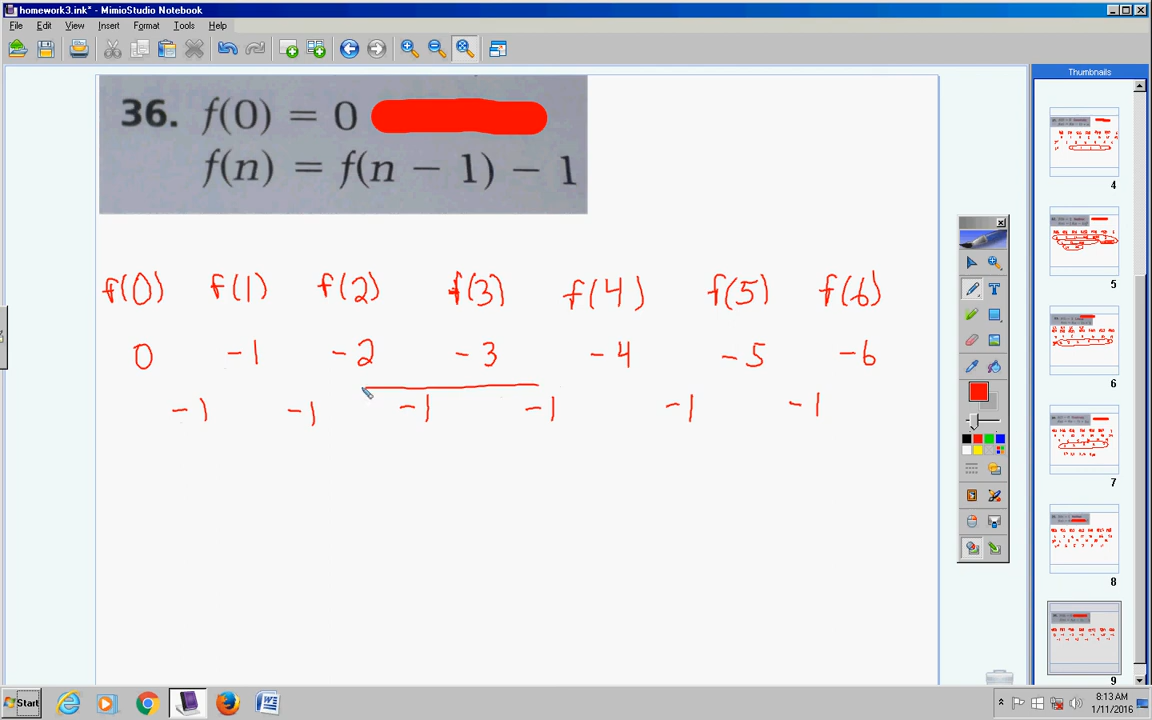 homework3.ink* - MimioStudio Notebook
File Edit View Insert Format Tools Help
36. f(0) = 0
f(n) = f(n − 1) − 1
f(0) f(1) f(2) f(3) f(4) f(5) f(6)
0 -1 -2 -3 -4 -5 -6
-1 -1 -1 -1 -1 -1
Thumbnails
4
5
6
7
8
9
Start
8:13 AM
1/11/2016